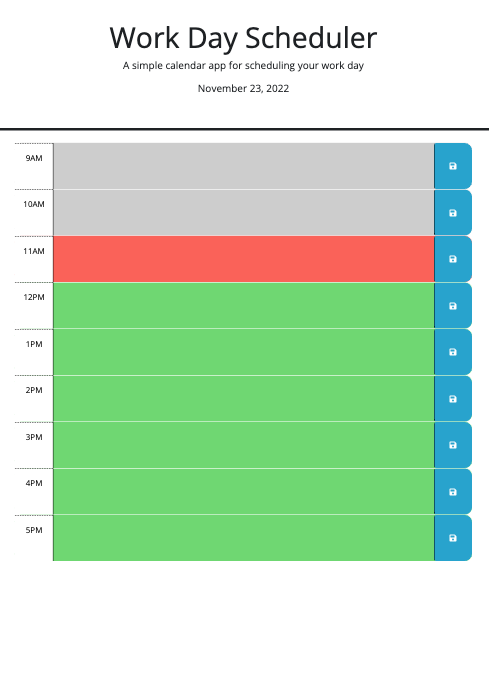 Work Day Scheduler
A simple calendar app for scheduling your work day
November 23, 2022
9AM
10AM
11AM
12PM
1PM
2PM
3PM
4PM
5PM